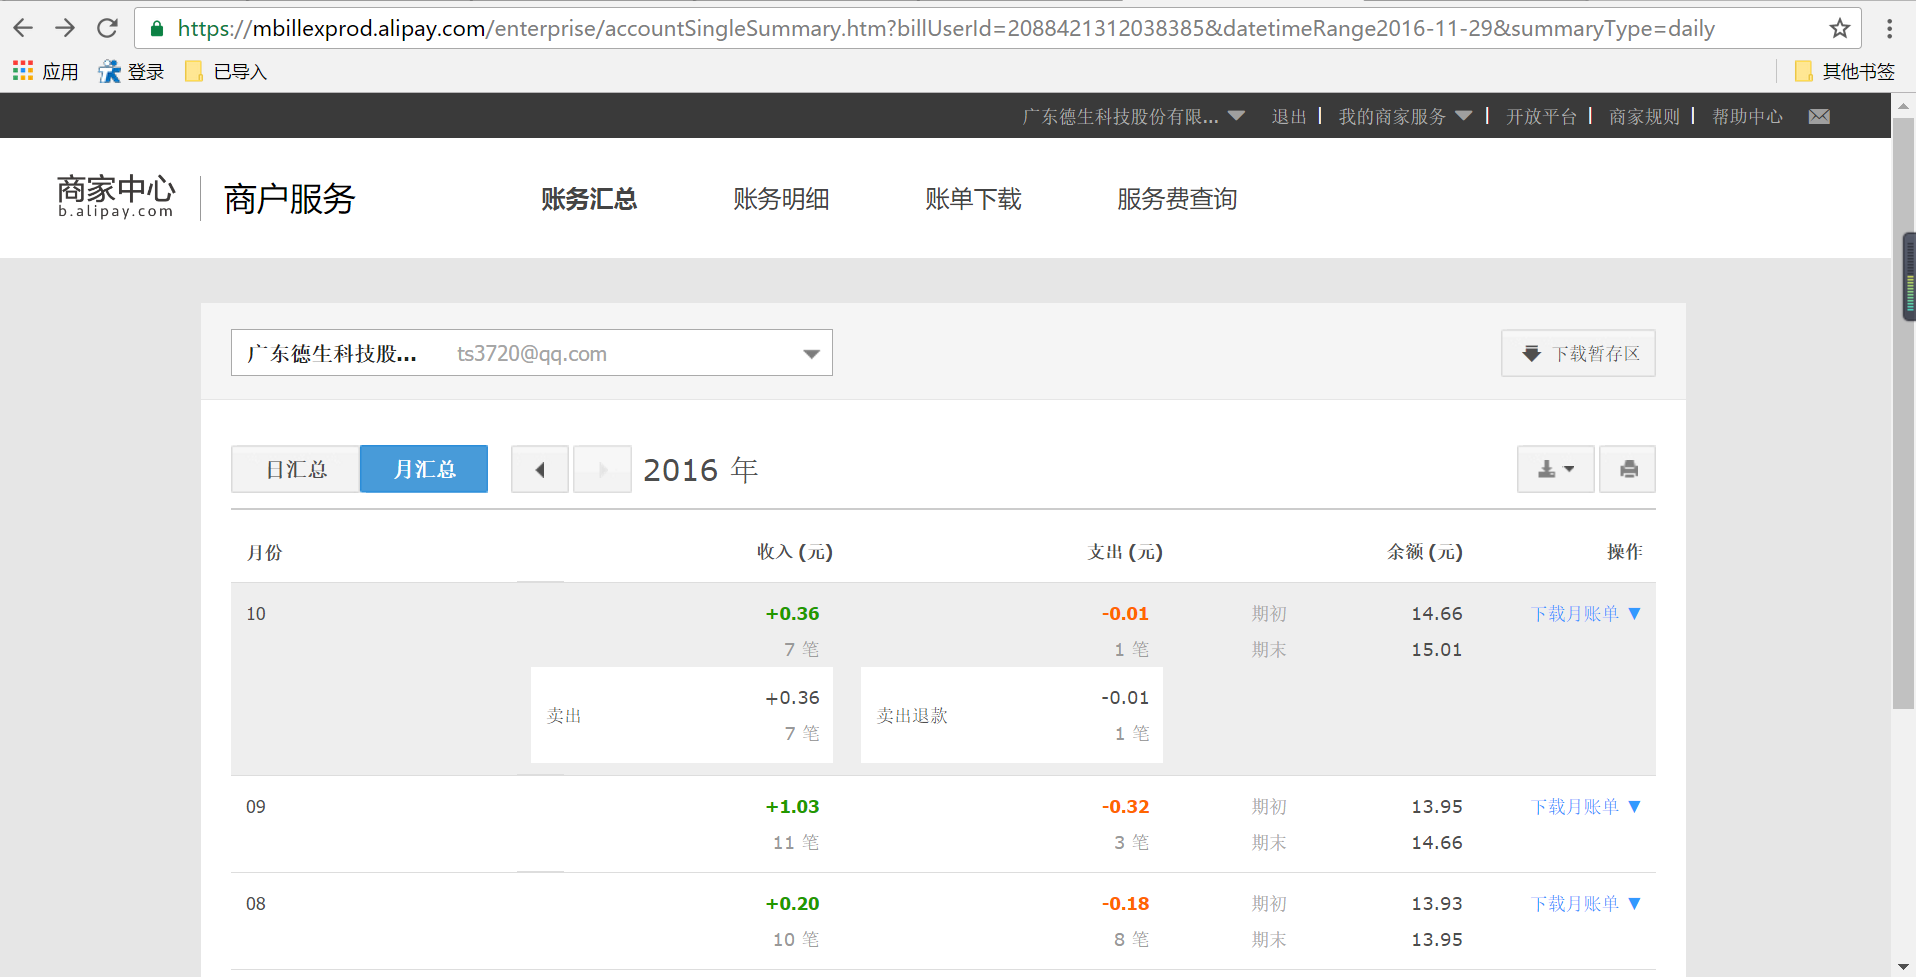 https://mbillexprod.alipay.com/enterprise/accountSingleSummary.htm?billUserId=2088421312038385&datetimeRange2016-11-29&summaryType=daily
应用 登录 已导入 其他书签
广东德生科技股份有限... 退出 我的商家服务 开放平台 商家规则 帮助中心
商家中心 商户服务 账务汇总 账务明细 账单下载 服务费查询
b.alipay.com
广东德生科技股... ts3720@qq.com 下载暂存区
日汇总 月汇总 2016 年
月份 收入 (元) 支出 (元) 余额 (元) 操作
10 +0.36 -0.01 期初 14.66 下载月账单 ▼
7 笔 1 笔 期末 15.01
+0.36 -0.01
卖出 卖出退款
7 笔 1 笔
09 +1.03 -0.32 期初 13.95 下载月账单 ▼
11 笔 3 笔 期末 14.66
08 +0.20 -0.18 期初 13.93 下载月账单 ▼
10 笔 8 笔 期末 13.95